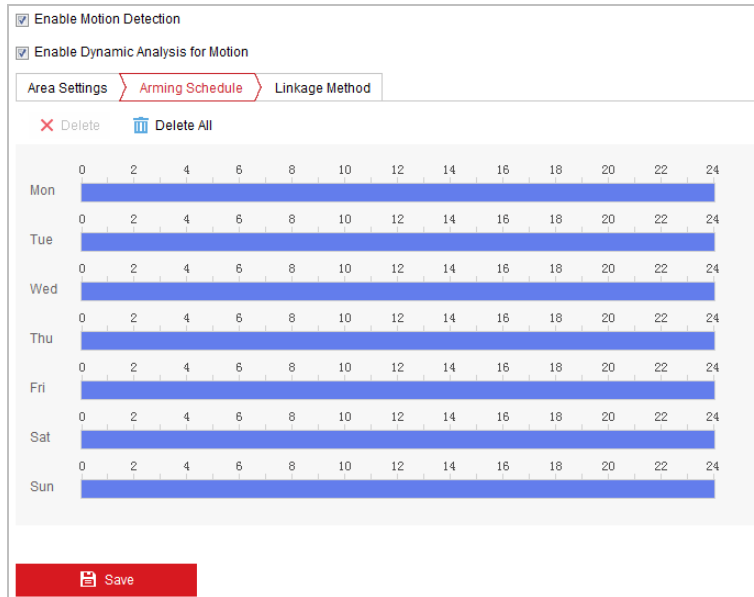 Enable Motion Detection
Enable Dynamic Analysis for Motion
Area Settings Arming Schedule Linkage Method
Delete Delete All
0 2 4 6 8 10 12 14 16 18 20 22 24
Mon
0 2 4 6 8 10 12 14 16 18 20 22 24
Tue
0 2 4 6 8 10 12 14 16 18 20 22 24
Wed
0 2 4 6 8 10 12 14 16 18 20 22 24
Thu
0 2 4 6 8 10 12 14 16 18 20 22 24
Fri
0 2 4 6 8 10 12 14 16 18 20 22 24
Sat
0 2 4 6 8 10 12 14 16 18 20 22 24
Sun
Save